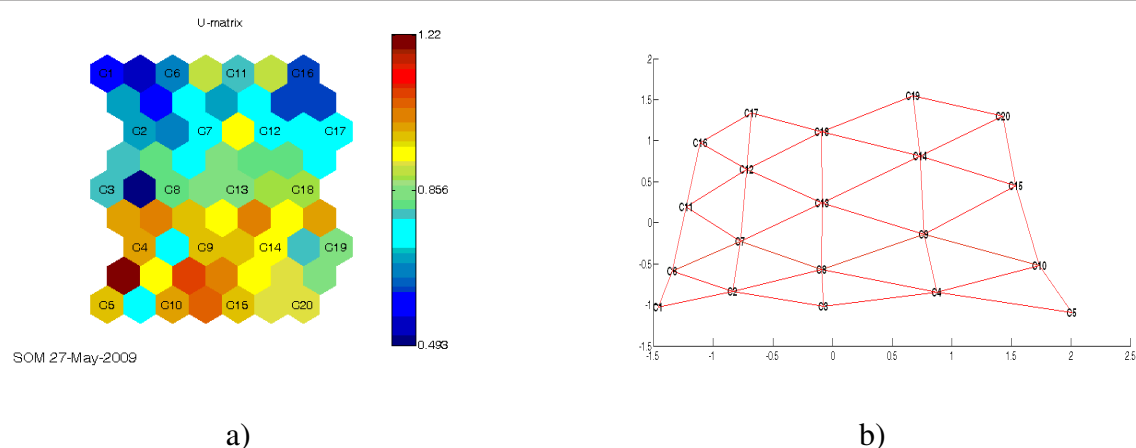 U-matrix
1.22
C1 C6 C11 C16
C2 C7 C12 C17
0.856
C3 C8 C13 C18
C4 C9 C14 C19
C5 C10 C15 C20
0.493
SOM 27-May-2009
a)
2
1.5
1
0.5
0
-0.5
-1
-1.5
-1.5 -1 -0.5 0 0.5 1 1.5 2 2.5
C19
C17 C20
C18
C16
C14
C12
C15
C11 C13
C7 C9
C6 C8 C10
C2 C4
C1 C3 C5
b)